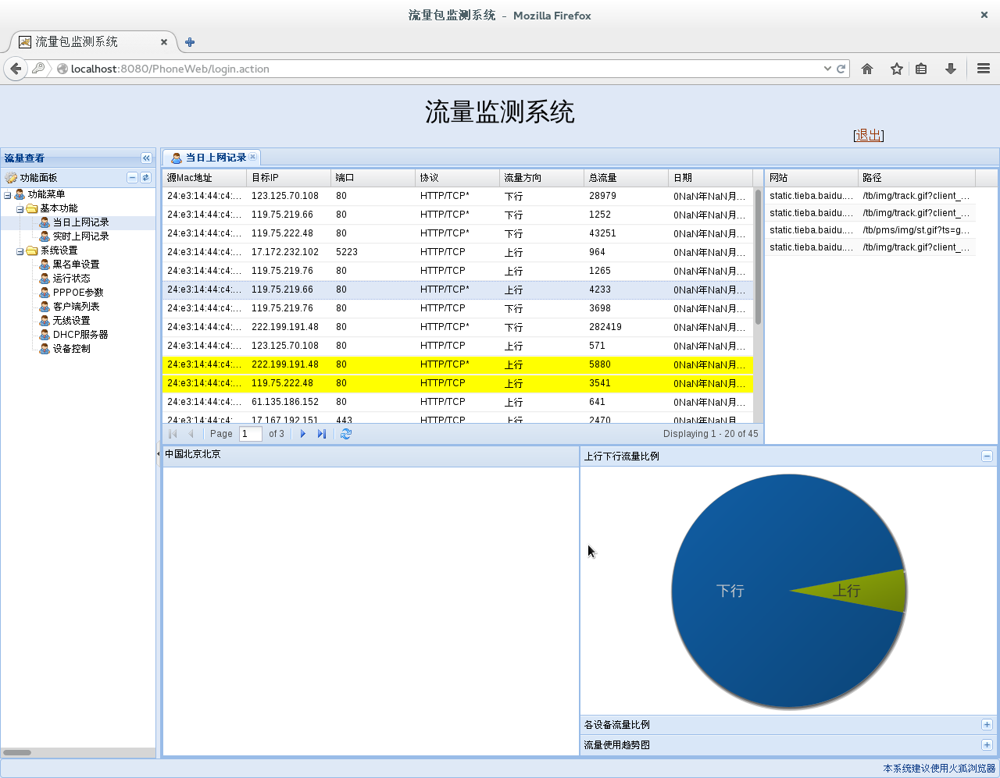 流量包监测系统 - Mozilla Firefox
流量包监测系统
localhost:8080/PhoneWeb/login.action
流量监测系统
[退出]
流量查看
功能面板
功能菜单
基本功能
当日上网记录
实时上网记录
系统设置
黑名单设置
运行状态
PPPOE参数
客户端列表
无线设置
DHCP服务器
设备控制
当日上网记录
源Mac地址 目标IP 端口 协议 流量方向 总流量 日期
24:e3:14:44:c4:... 123.125.70.108 80 HTTP/TCP* 下行 28979 0NaN年NaN月...
24:e3:14:44:c4:... 119.75.219.66 80 HTTP/TCP* 下行 1252 0NaN年NaN月...
24:e3:14:44:c4:... 119.75.222.48 80 HTTP/TCP* 下行 43251 0NaN年NaN月...
24:e3:14:44:c4:... 17.172.232.102 5223 HTTP/TCP 上行 964 0NaN年NaN月...
24:e3:14:44:c4:... 119.75.219.76 80 HTTP/TCP 上行 1265 0NaN年NaN月...
24:e3:14:44:c4:... 119.75.219.66 80 HTTP/TCP* 上行 4233 0NaN年NaN月...
24:e3:14:44:c4:... 119.75.219.76 80 HTTP/TCP 下行 3698 0NaN年NaN月...
24:e3:14:44:c4:... 222.199.191.48 80 HTTP/TCP* 下行 282419 0NaN年NaN月...
24:e3:14:44:c4:... 123.125.70.108 80 HTTP/TCP 上行 571 0NaN年NaN月...
24:e3:14:44:c4:... 222.199.191.48 80 HTTP/TCP* 上行 5880 0NaN年NaN月...
24:e3:14:44:c4:... 119.75.222.48 80 HTTP/TCP 上行 3541 0NaN年NaN月...
24:e3:14:44:c4:... 61.135.186.152 80 HTTP/TCP 上行 641 0NaN年NaN月...
24:e3:14:44:c4:... 17.167.192.151 443 HTTP/TCP 上行 2470 0NaN年NaN月...
Page 1 of 3 Displaying 1 - 20 of 45
网站 路径
static.tieba.baidu.... /tb/img/track.gif?client_...
static.tieba.baidu.... /tb/img/track.gif?client_...
static.tieba.baidu.... /tb/pms/img/st.gif?ts=g...
static.tieba.baidu.... /tb/img/track.gif?client_...
中国北京北京
上行下行流量比例
下行 上行
各设备流量比例
流量使用趋势图
本系统建议使用火狐浏览器